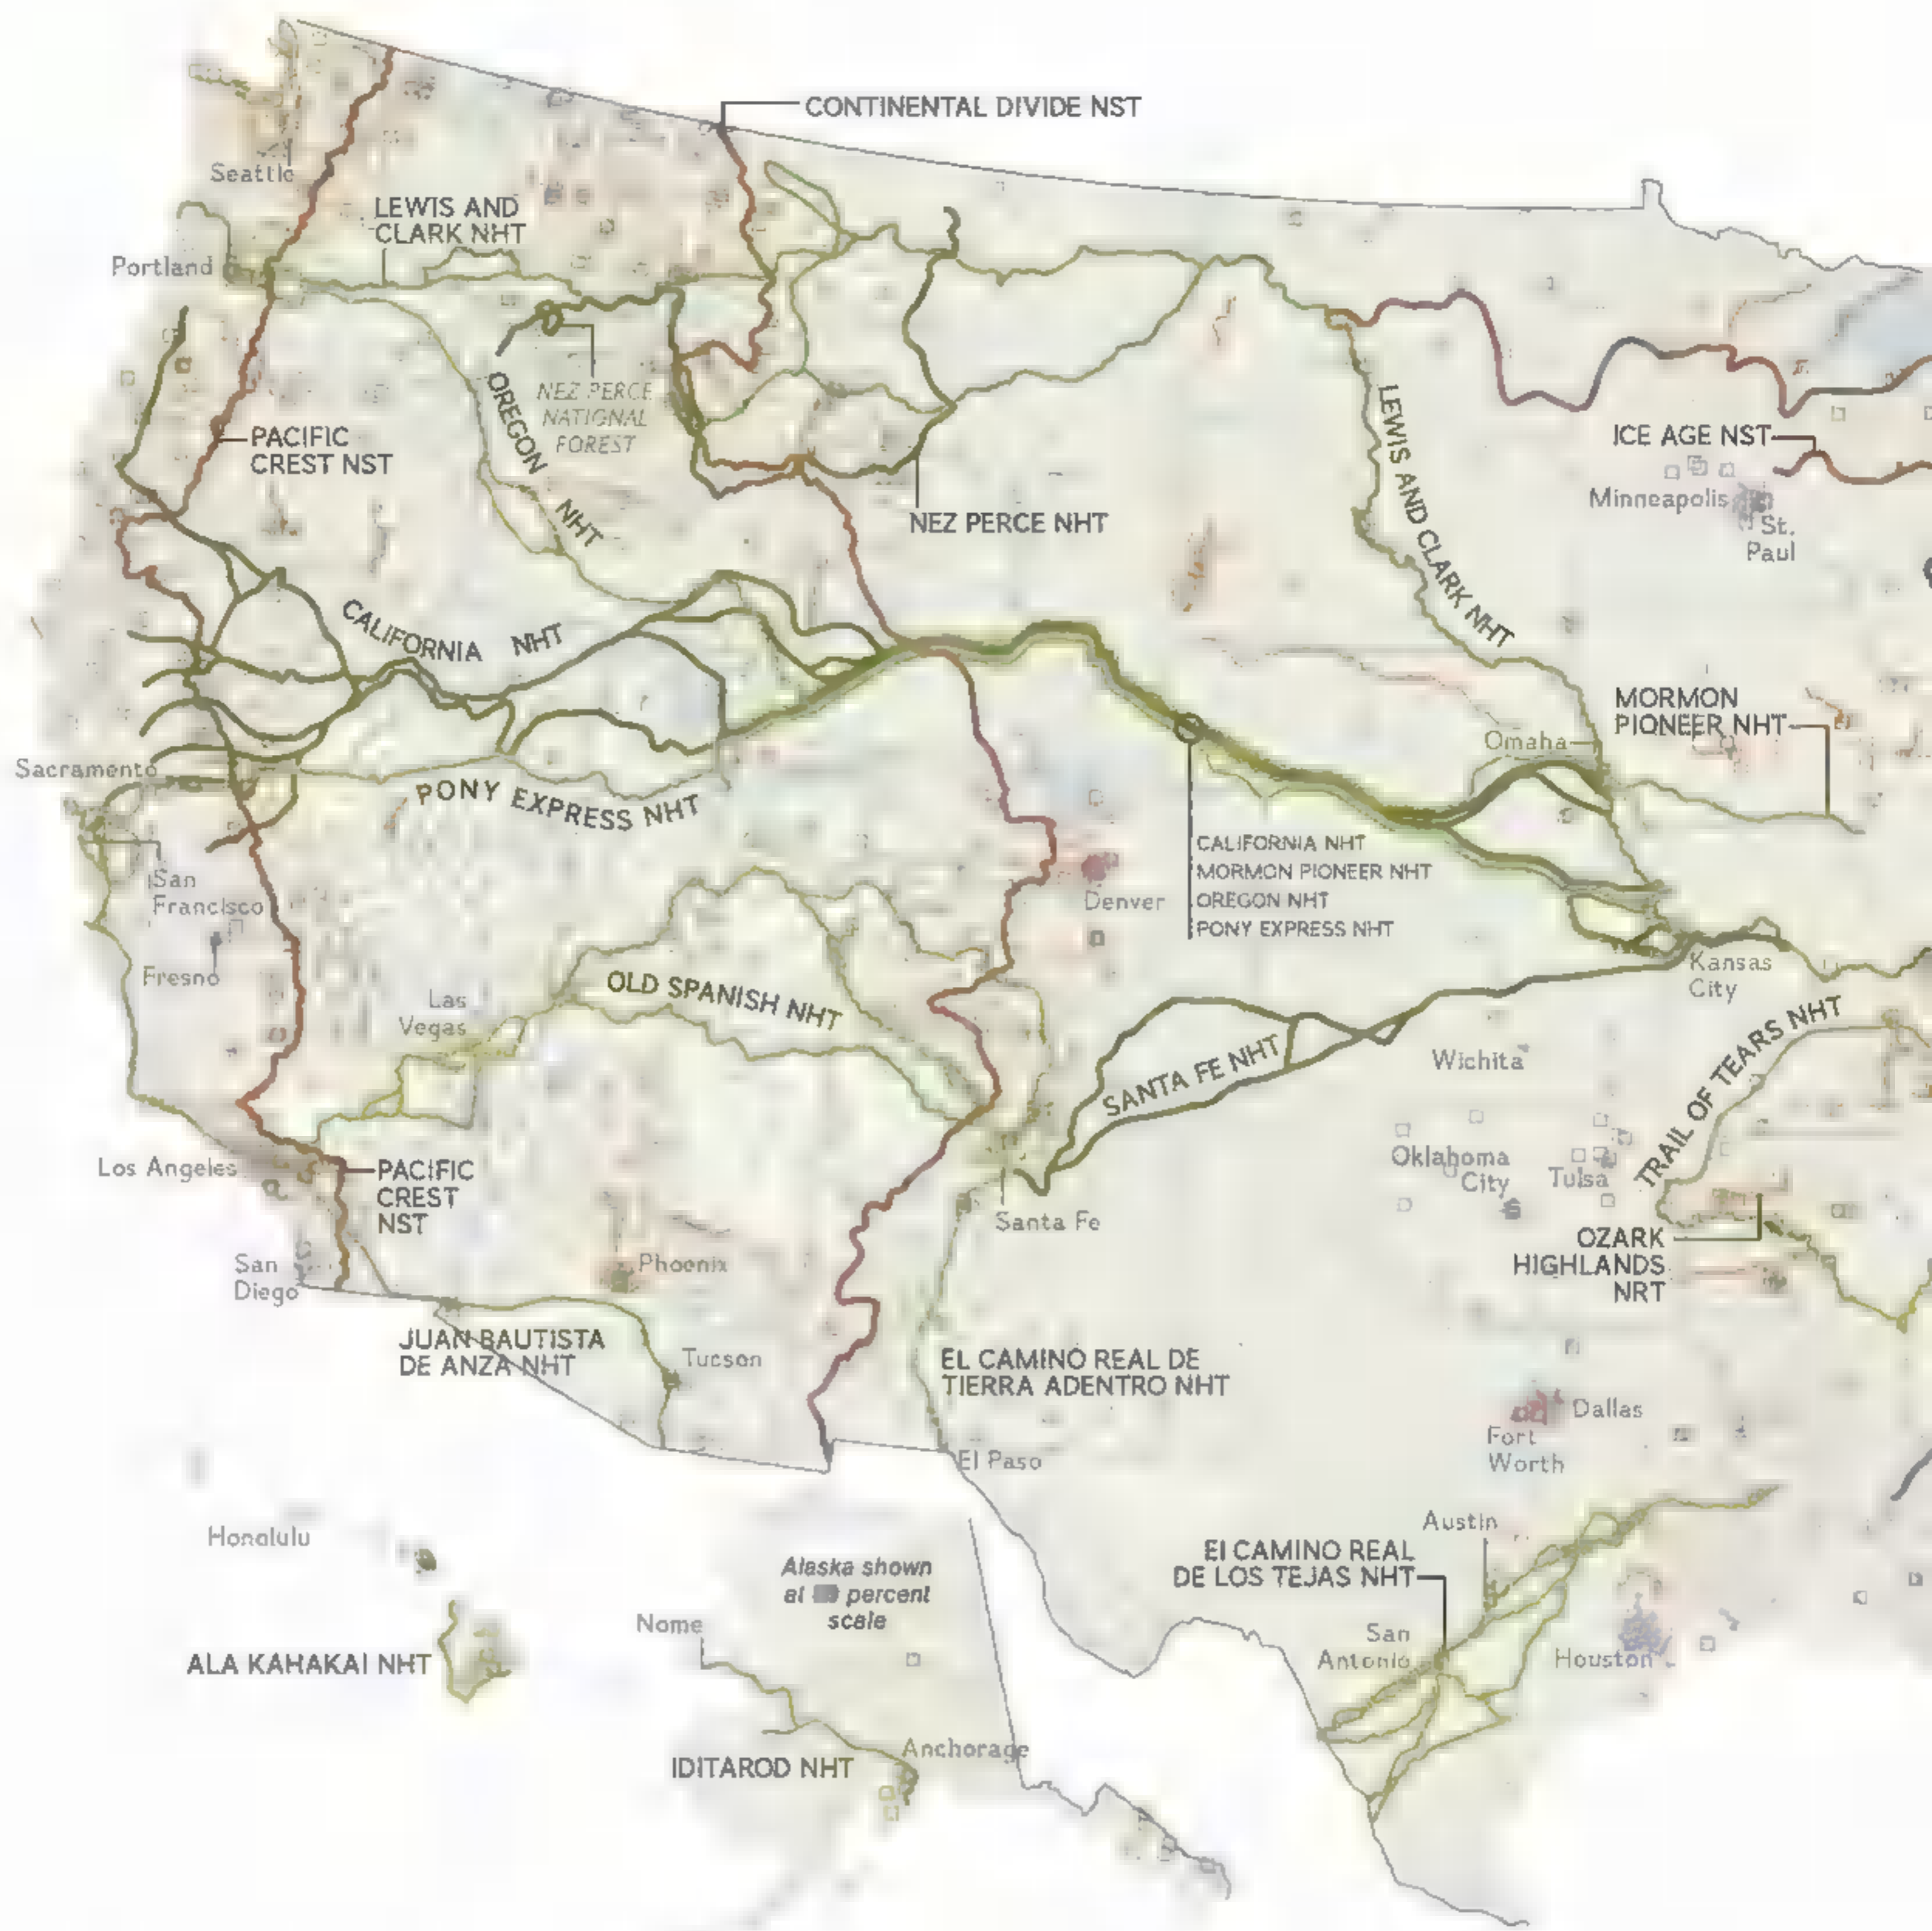 CONTINENTAL DIVIDE NST
Seattle
LEWIS AND
CLARK NHT
Portland
NEZ PERCE
NATIONAL
FOREST
OREGON NHT
PACIFIC
CREST NST
NEZ PERCE NHT
LEWIS AND CLARK NHT
ICE AGE NST
Minneapolis
St.
Paul
CALIFORNIA NHT
MORMON
PIONEER NHT
Omaha
Sacramento
PONY EXPRESS NHT
CALIFORNIA NHT
MORMON PIONEER NHT
OREGON NHT
PONY EXPRESS NHT
Denver
San
Francisco
Fresno
Las
Vegas
OLD SPANISH NHT
Kansas
City
SANTA FE NHT
Wichita
TRAIL OF TEARS NHT
Los Angeles
PACIFIC
CREST
NST
Oklahoma
City
Tulsa
Santa Fe
OZARK
HIGHLANDS
NRT
San
Diego
Phoenix
JUAN BAUTISTA
DE ANZA NHT
Tucson
EL CAMINO REAL DE
TIERRA ADENTRO NHT
Dallas
Fort
Worth
El Paso
Honolulu
Austin
El CAMINO REAL
DE LOS TEJAS NHT
Alaska shown
at percent
scale
Nome
San
Antonio
Houston
ALA KAHAKAI NHT
Anchorage
IDITAROD NHT